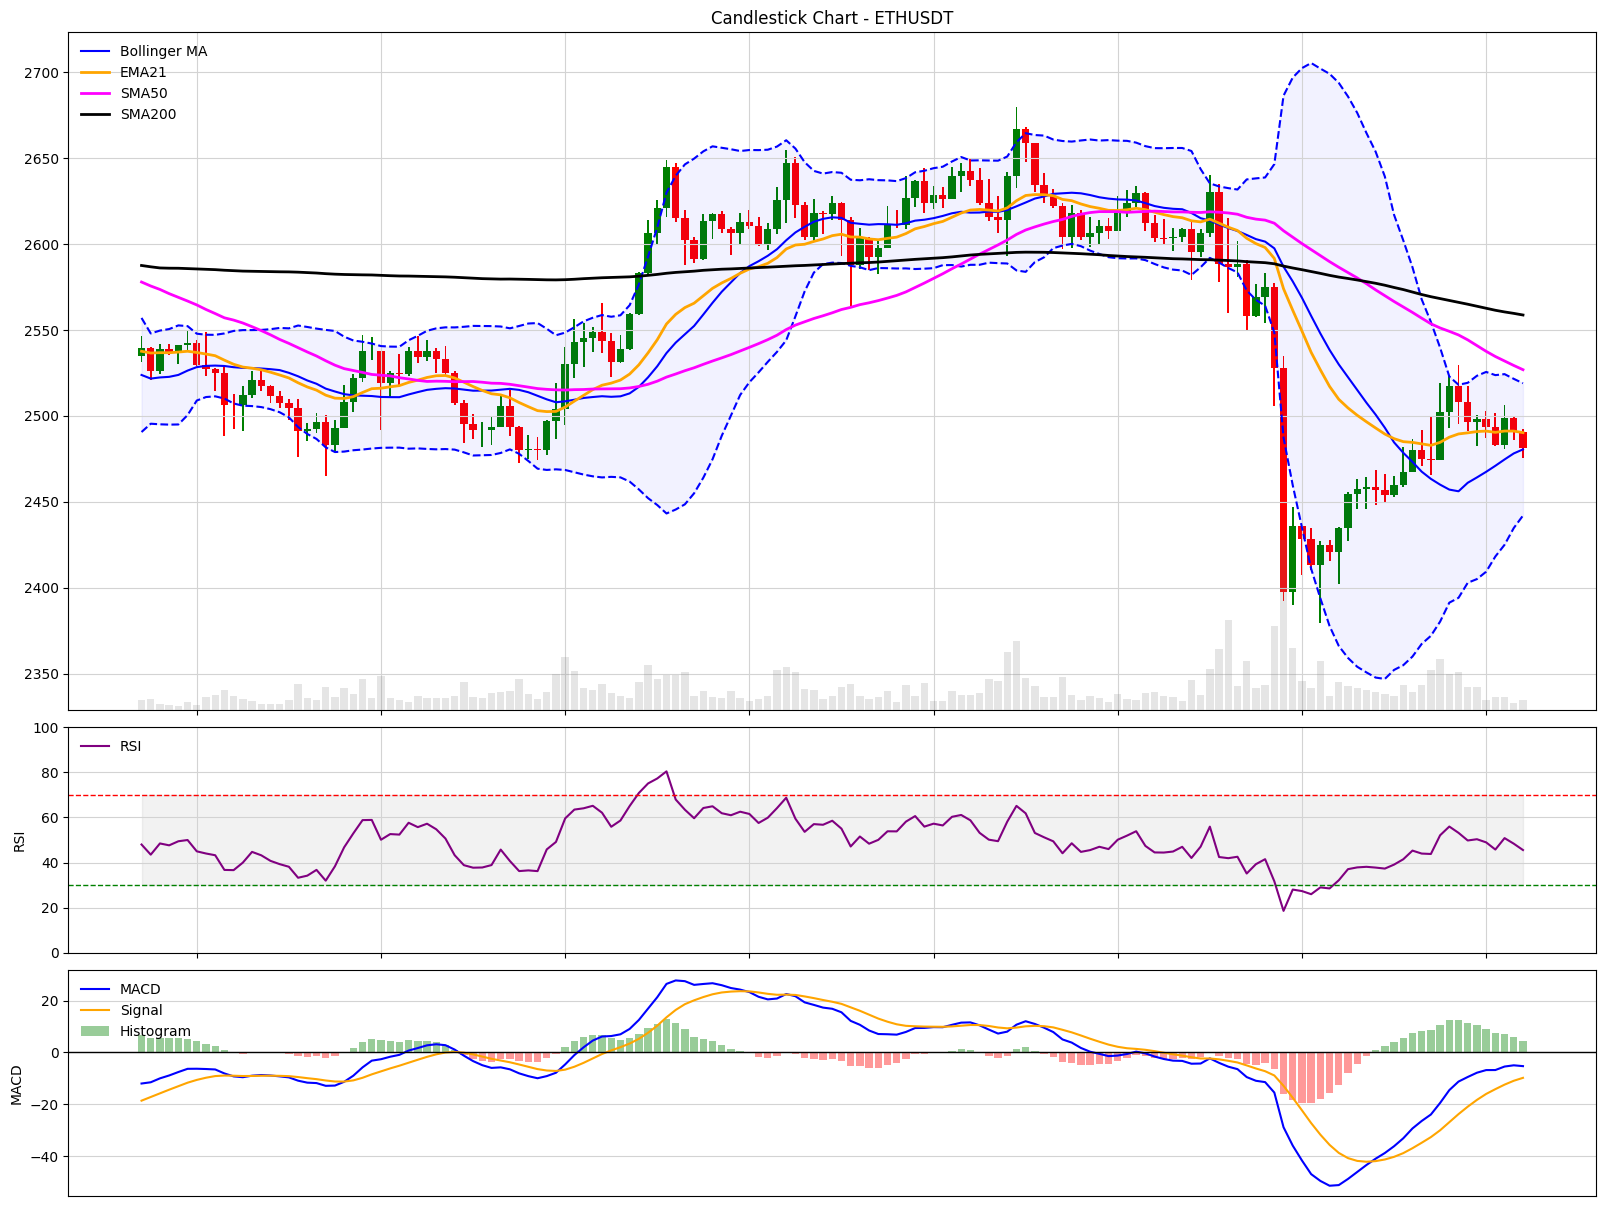 Candlestick Chart - ETHUSDT
Bollinger MA
EMA21
SMA50
SMA200
2700
2650
2600
2550
2500
2450
2400
2350
RSI
RSI
100
80
60
40
20
0
MACD
Signal
Histogram
MACD
20
0
−20
−40